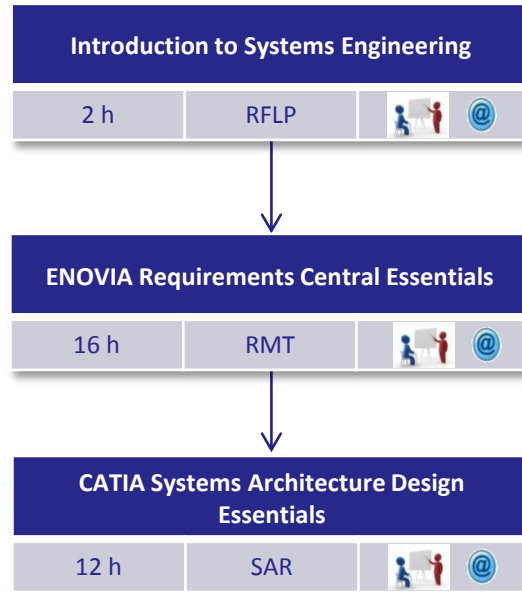 Introduction to Systems Engineering
2 h RFLP @
ENOVIA Requirements Central Essentials
16 h RMT @
CATIA Systems Architecture Design
Essentials
12 h SAR @